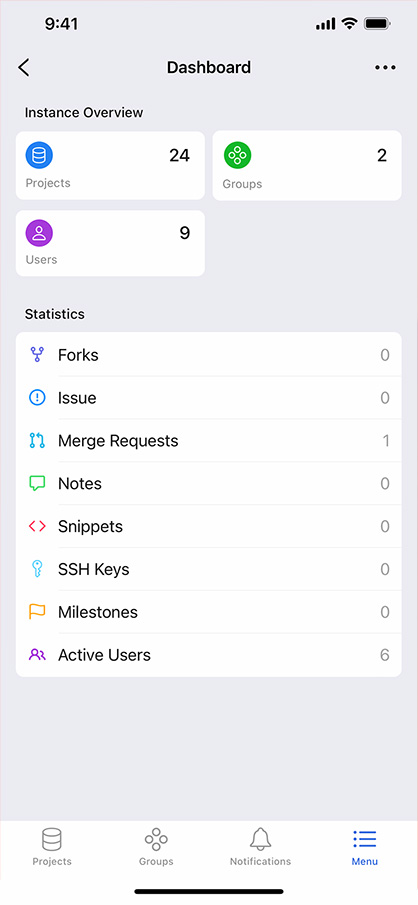 9:41
Dashboard
Instance Overview
24
Projects
2
Groups
9
Users
Statistics
Forks 0
Issue 0
Merge Requests 1
Notes 0
Snippets 0
SSH Keys 0
Milestones 0
Active Users 6
Projects Groups Notifications Menu